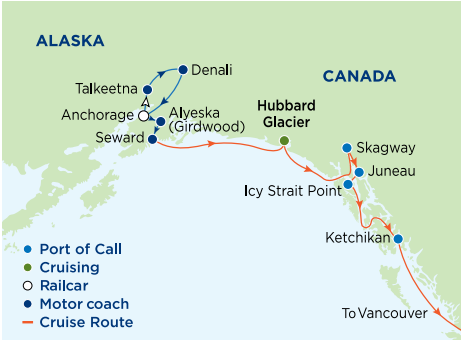 ALASKA
Denali
CANADA
Talkeetna
Hubbard
Glacier
Anchorage
Alyeska
(Girdwood)
Seward
Skagway
Juneau
Icy Strait Point
Ketchikan
Port of Call
Cruising
Railcar
Motor coach
Cruise Route
To Vancouver